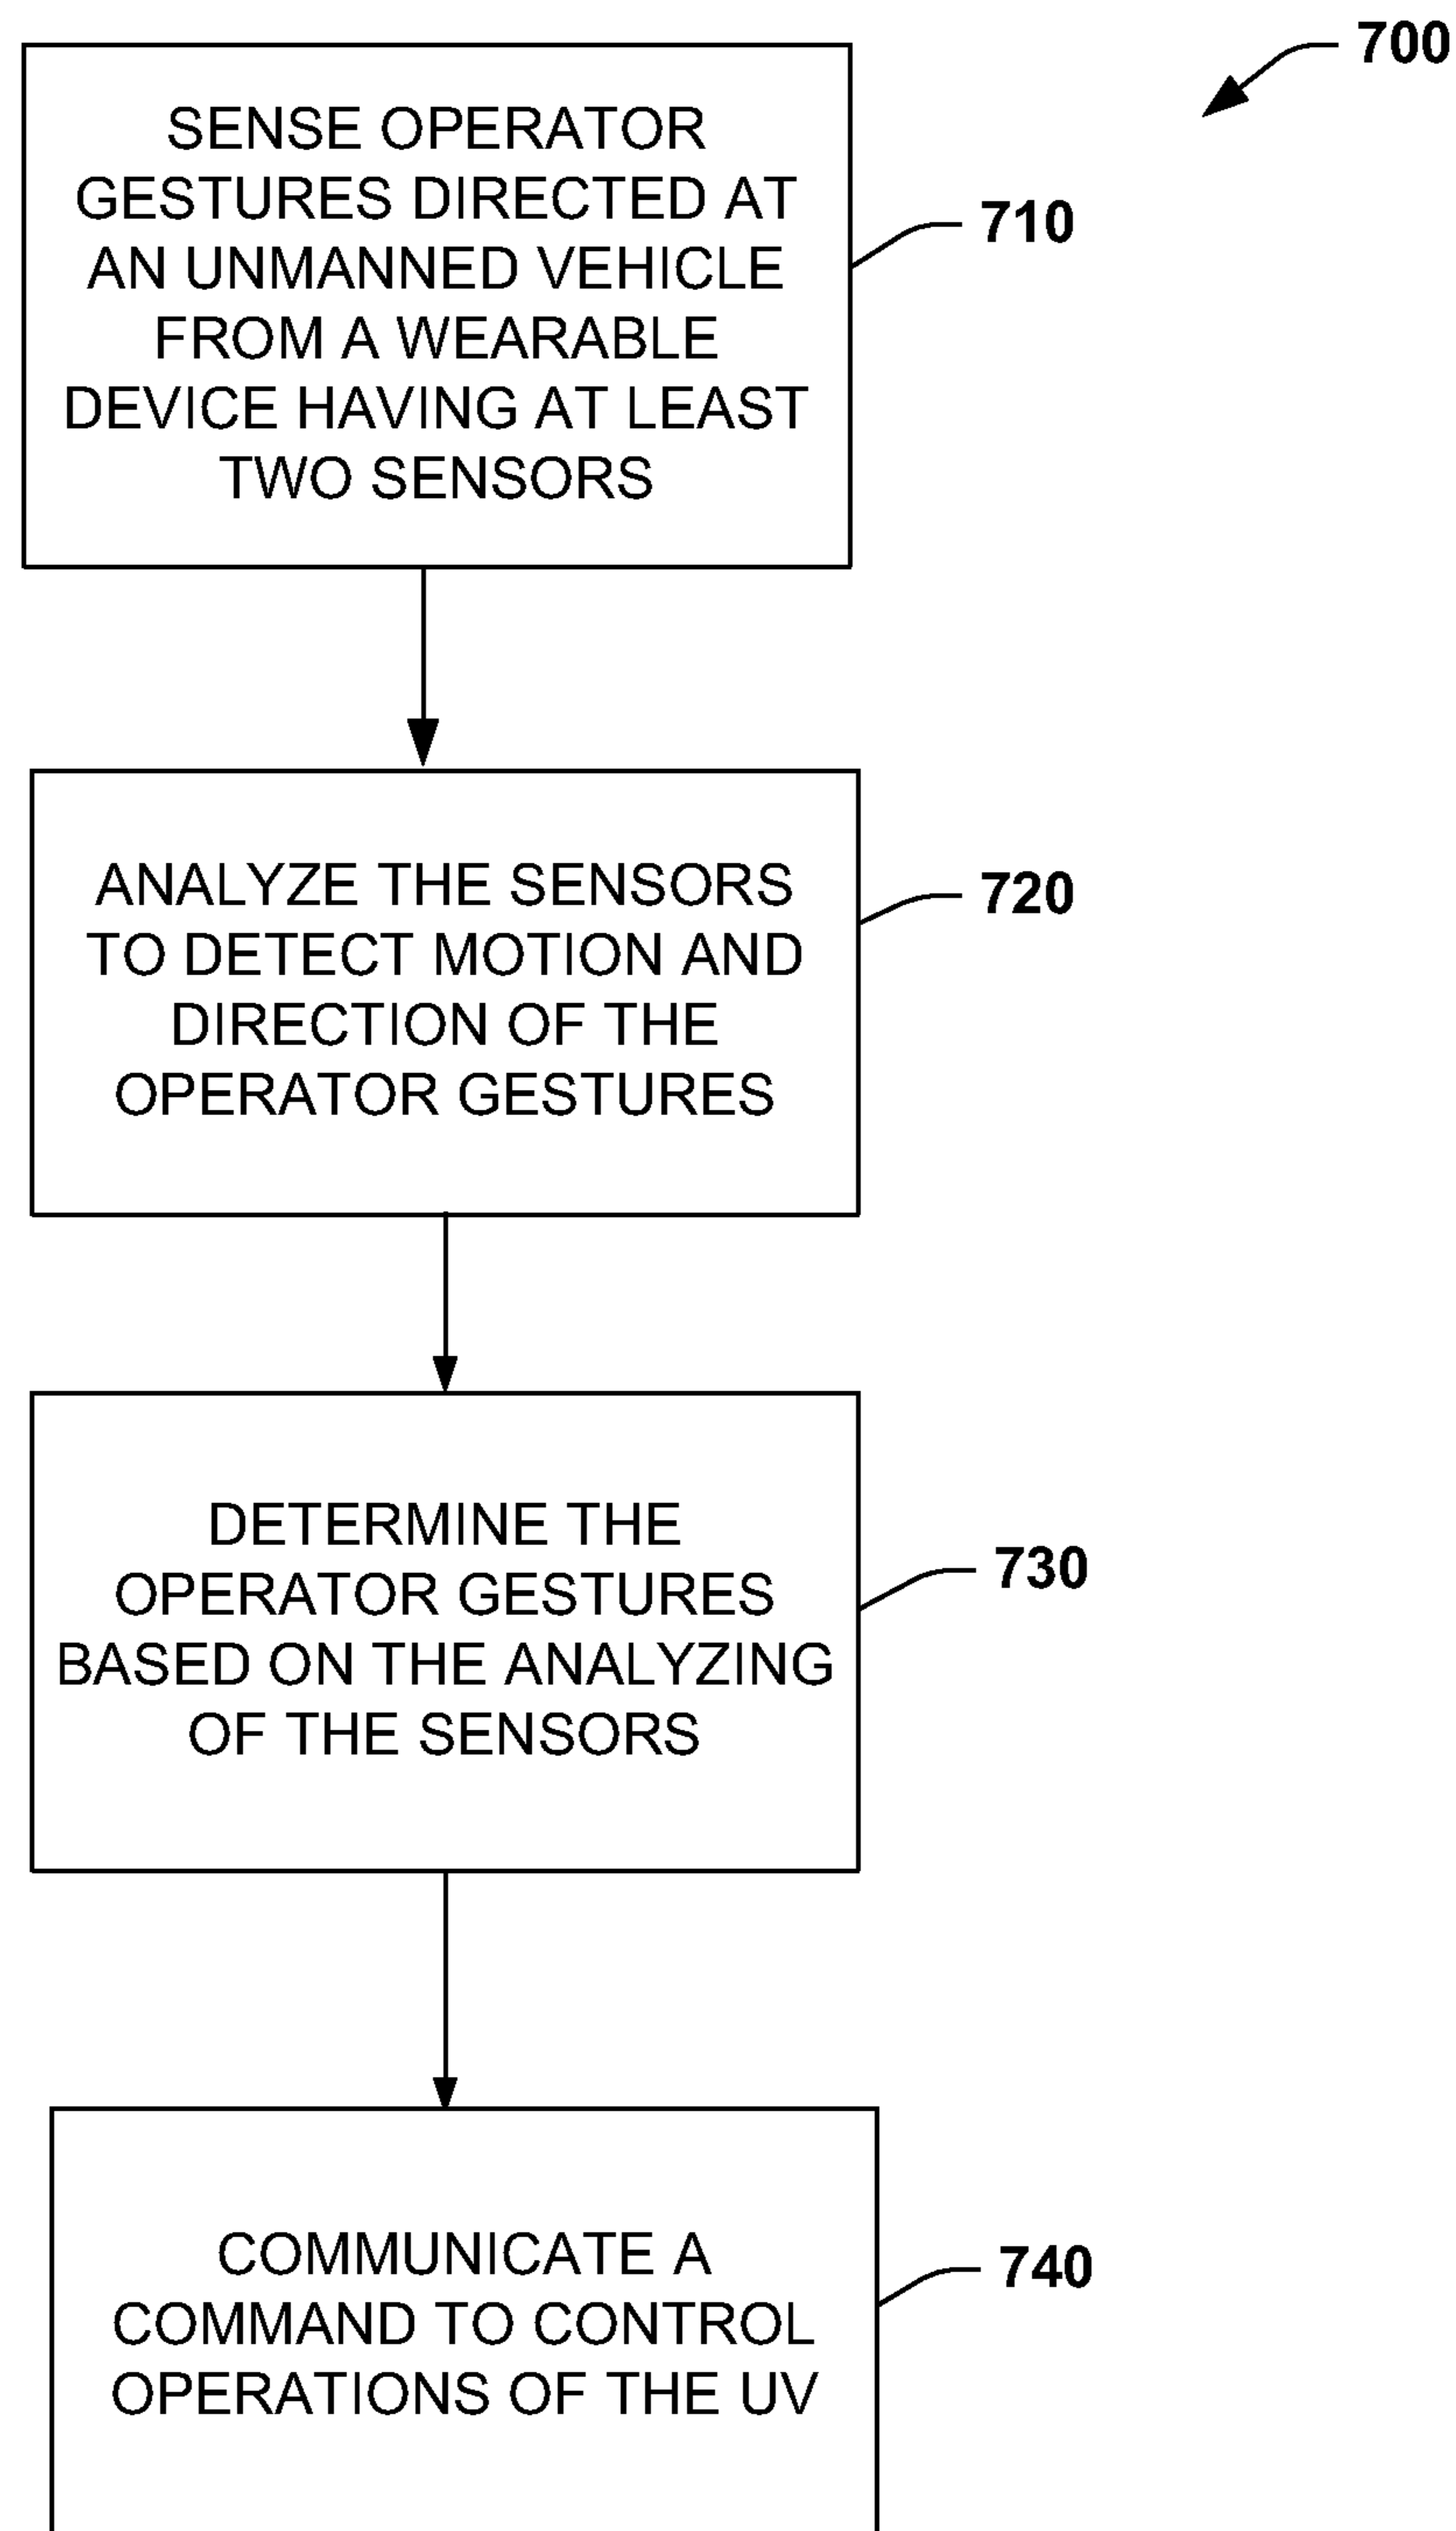 700
SENSE OPERATOR
GESTURES DIRECTED AT
AN UNMANNED VEHICLE
FROM A WEARABLE
DEVICE HAVING AT LEAST
TWO SENSORS
710
ANALYZE THE SENSORS
TO DETECT MOTION AND
DIRECTION OF THE
OPERATOR GESTURES
720
DETERMINE THE
OPERATOR GESTURES
BASED ON THE ANALYZING
OF THE SENSORS
730
COMMUNICATE A
COMMAND TO CONTROL
OPERATIONS OF THE UV
740